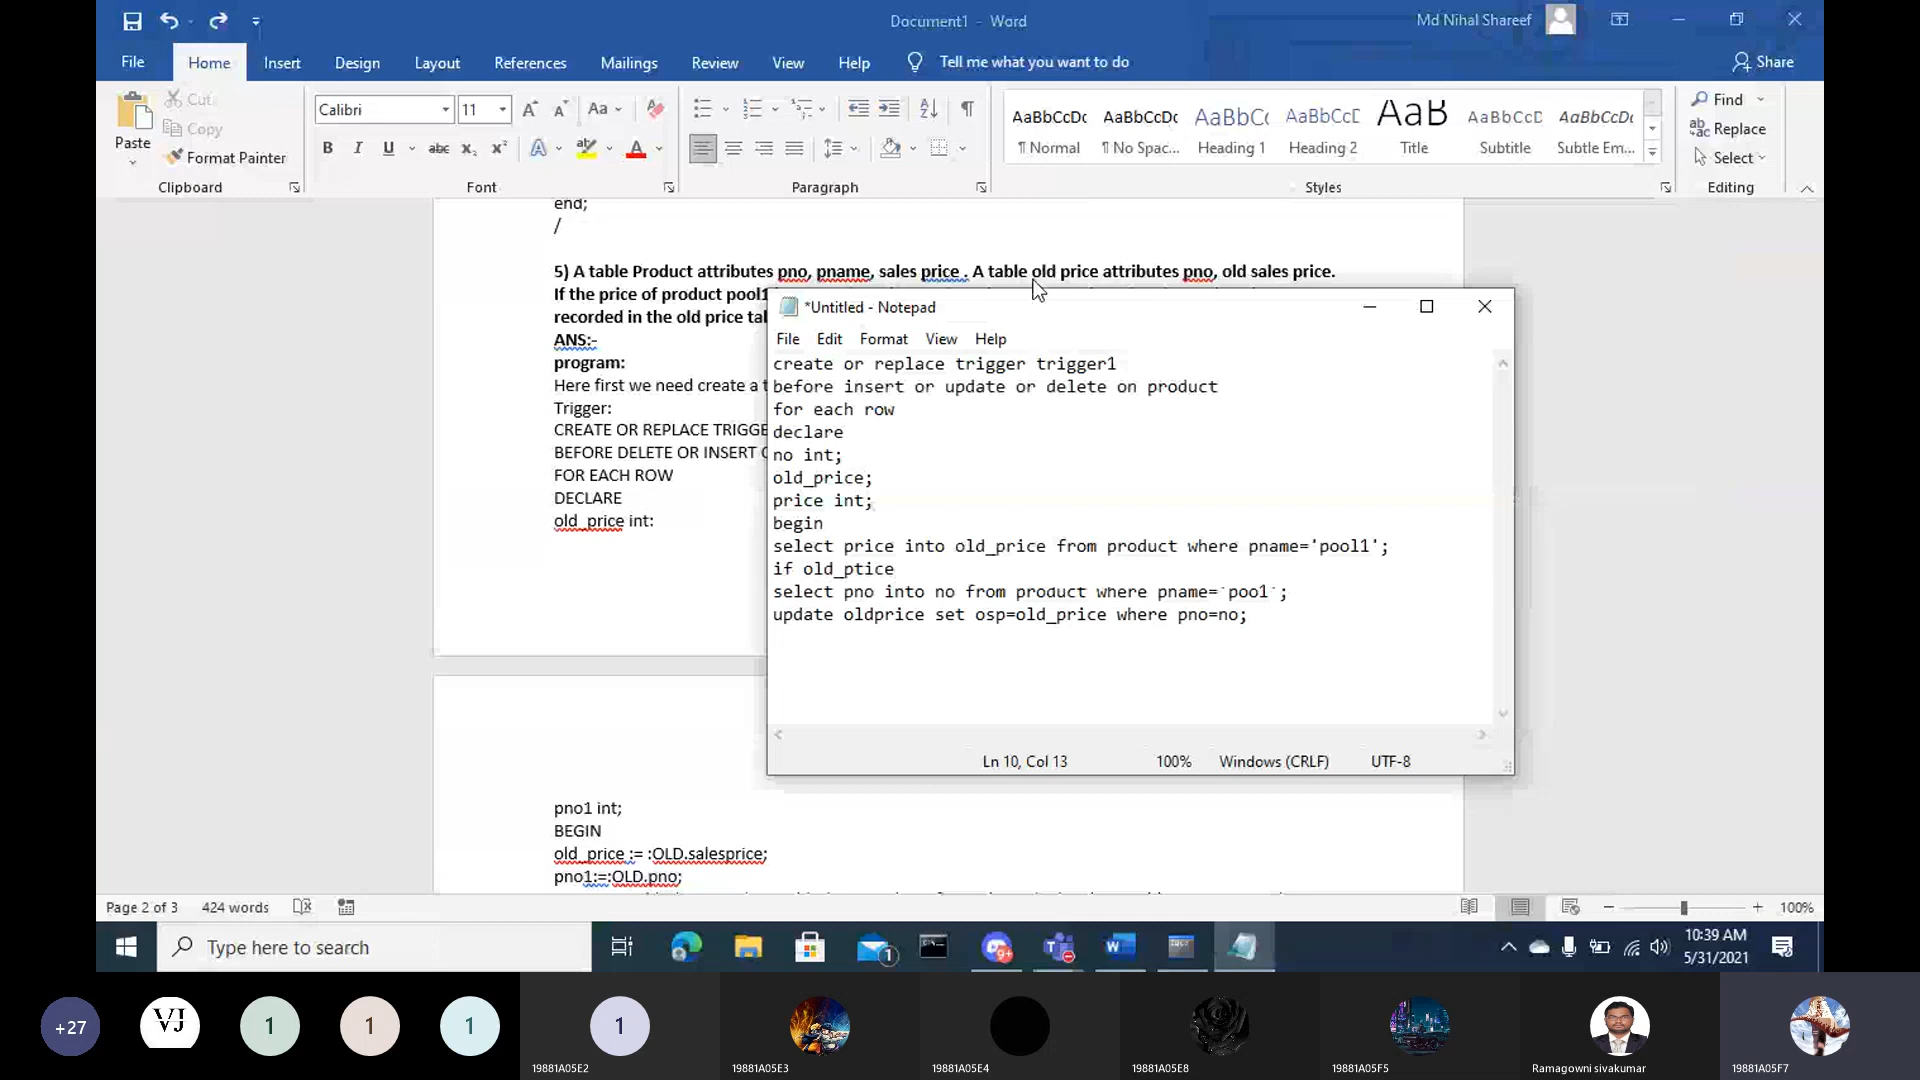 Document1 - Word
Md Nihal Shareef
File Home Insert Design Layout References Mailings Review View Help Tell me what you want to do Share
Cut
Copy
Paste
Format Painter
Clipboard
Calibri 11
Font
Paragraph
AaBbCcDc AaBbCcDc AaBbCc AaBbCcD AaB AaBbCcD AaBbCcDc
¶ Normal ¶ No Spac... Heading 1 Heading 2 Title Subtitle Subtle Em...
Styles
Find
Replace
Select
Editing
end;
/
5) A table Product attributes pno, pname, sales price . A table old price attributes pno, old sales price.
If the price of product pool1
recorded in the old price tal
ANS:-
program:
Here first we need create a t
Trigger:
CREATE OR REPLACE TRIGGE
BEFORE DELETE OR INSERT
FOR EACH ROW
DECLARE
old_price int:
*Untitled - Notepad
File Edit Format View Help
create or replace trigger trigger1
before insert or update or delete on product
for each row
declare
no int;
old_price;
price int;
begin
select price into old_price from product where pname='pool1';
if old_ptice
select pno into no from product where pname='poo1';
update oldprice set osp=old_price where pno=no;
Ln 10, Col 13 100% Windows (CRLF) UTF-8
pno1 int;
BEGIN
old_price := :OLD.salesprice;
pno1:=:OLD.pno;
Page 2 of 3 424 words 100%
Type here to search
1
9+
10:39 AM
5/31/2021
+27 VJ 1 1 1 1
19881A05E2 19881A05E3 19881A05E4 19881A05E8 19881A05F5 Ramagowni sivakumar 19881A05F7